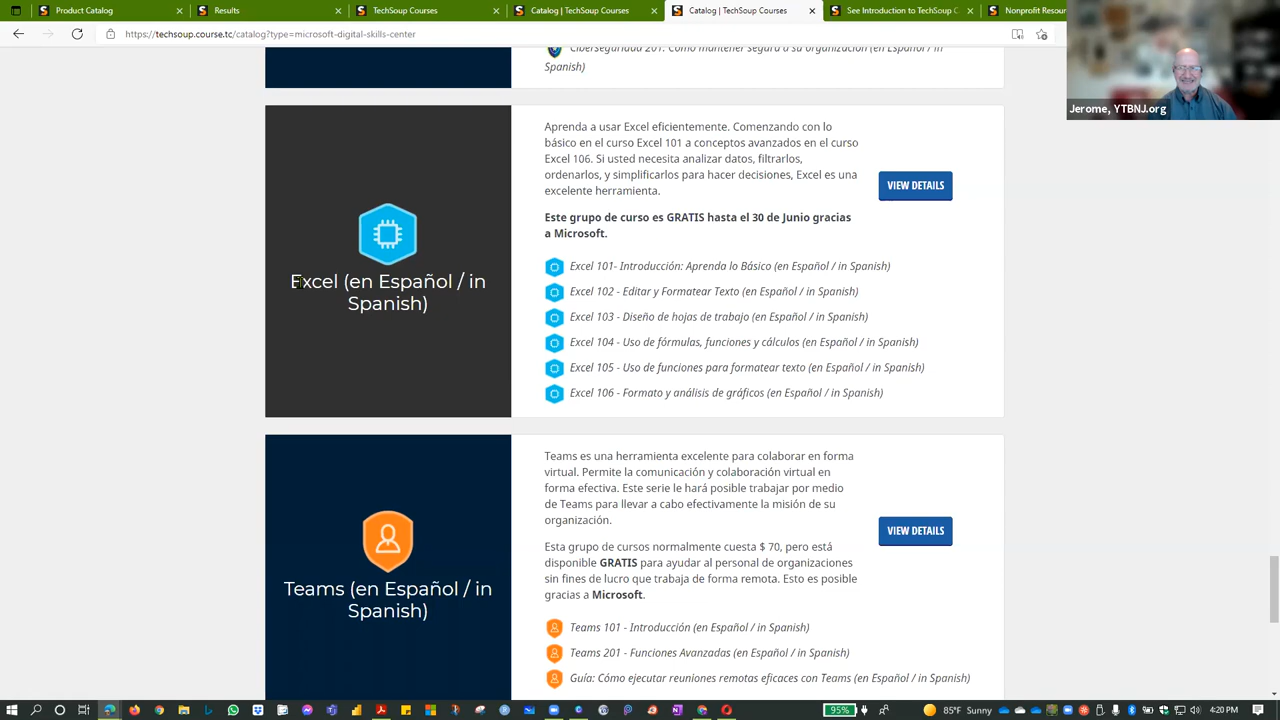 Product Catalog
Results
TechSoup Courses
Catalog | TechSoup Courses
Catalog | TechSoup Courses
See Introduction to TechSoup C
Nonprofit Resour
https://techsoup.course.tc/catalog?type=microsoft-digital-skills-center
Jerome, YTBNJ.org
Ciberseguridad 201: Cómo mantener segura a su organización (en Español / in
Spanish)
Excel (en Español / in
Spanish)
Aprenda a usar Excel eficientemente. Comenzando con lo
básico en el curso Excel 101 a conceptos avanzados en el curso
Excel 106. Si usted necesita analizar datos, filtrarlos,
ordenarlos, y simplificarlos para hacer decisiones, Excel es una
excelente herramienta.
Este grupo de curso es GRATIS hasta el 30 de Junio gracias
a Microsoft.
VIEW DETAILS
Excel 101- Introducción: Aprenda lo Básico (en Español / in Spanish)
Excel 102 - Editar y Formatear Texto (en Español / in Spanish)
Excel 103 - Diseño de hojas de trabajo (en Español / in Spanish)
Excel 104 - Uso de fórmulas, funciones y cálculos (en Español / in Spanish)
Excel 105 - Uso de funciones para formatear texto (en Español / in Spanish)
Excel 106 - Formato y análisis de gráficos (en Español / in Spanish)
Teams (en Español / in
Spanish)
Teams es una herramienta excelente para colaborar en forma
virtual. Permite la comunicación y colaboración virtual en
forma efectiva. Este serie le hará posible trabajar por medio
de Teams para llevar a cabo efectivamente la misión de su
organización.
Esta grupo de cursos normalmente cuesta $ 70, pero está
disponible GRATIS para ayudar al personal de organizaciones
sin fines de lucro que trabaja de forma remota. Esto es posible
gracias a Microsoft.
VIEW DETAILS
Teams 101 - Introducción (en Español / in Spanish)
Teams 201 - Funciones Avanzadas (en Español / in Spanish)
Guía: Cómo ejecutar reuniones remotas eficaces con Teams (en Español / in Spanish)
95%
85°F Sunny
4:20 PM